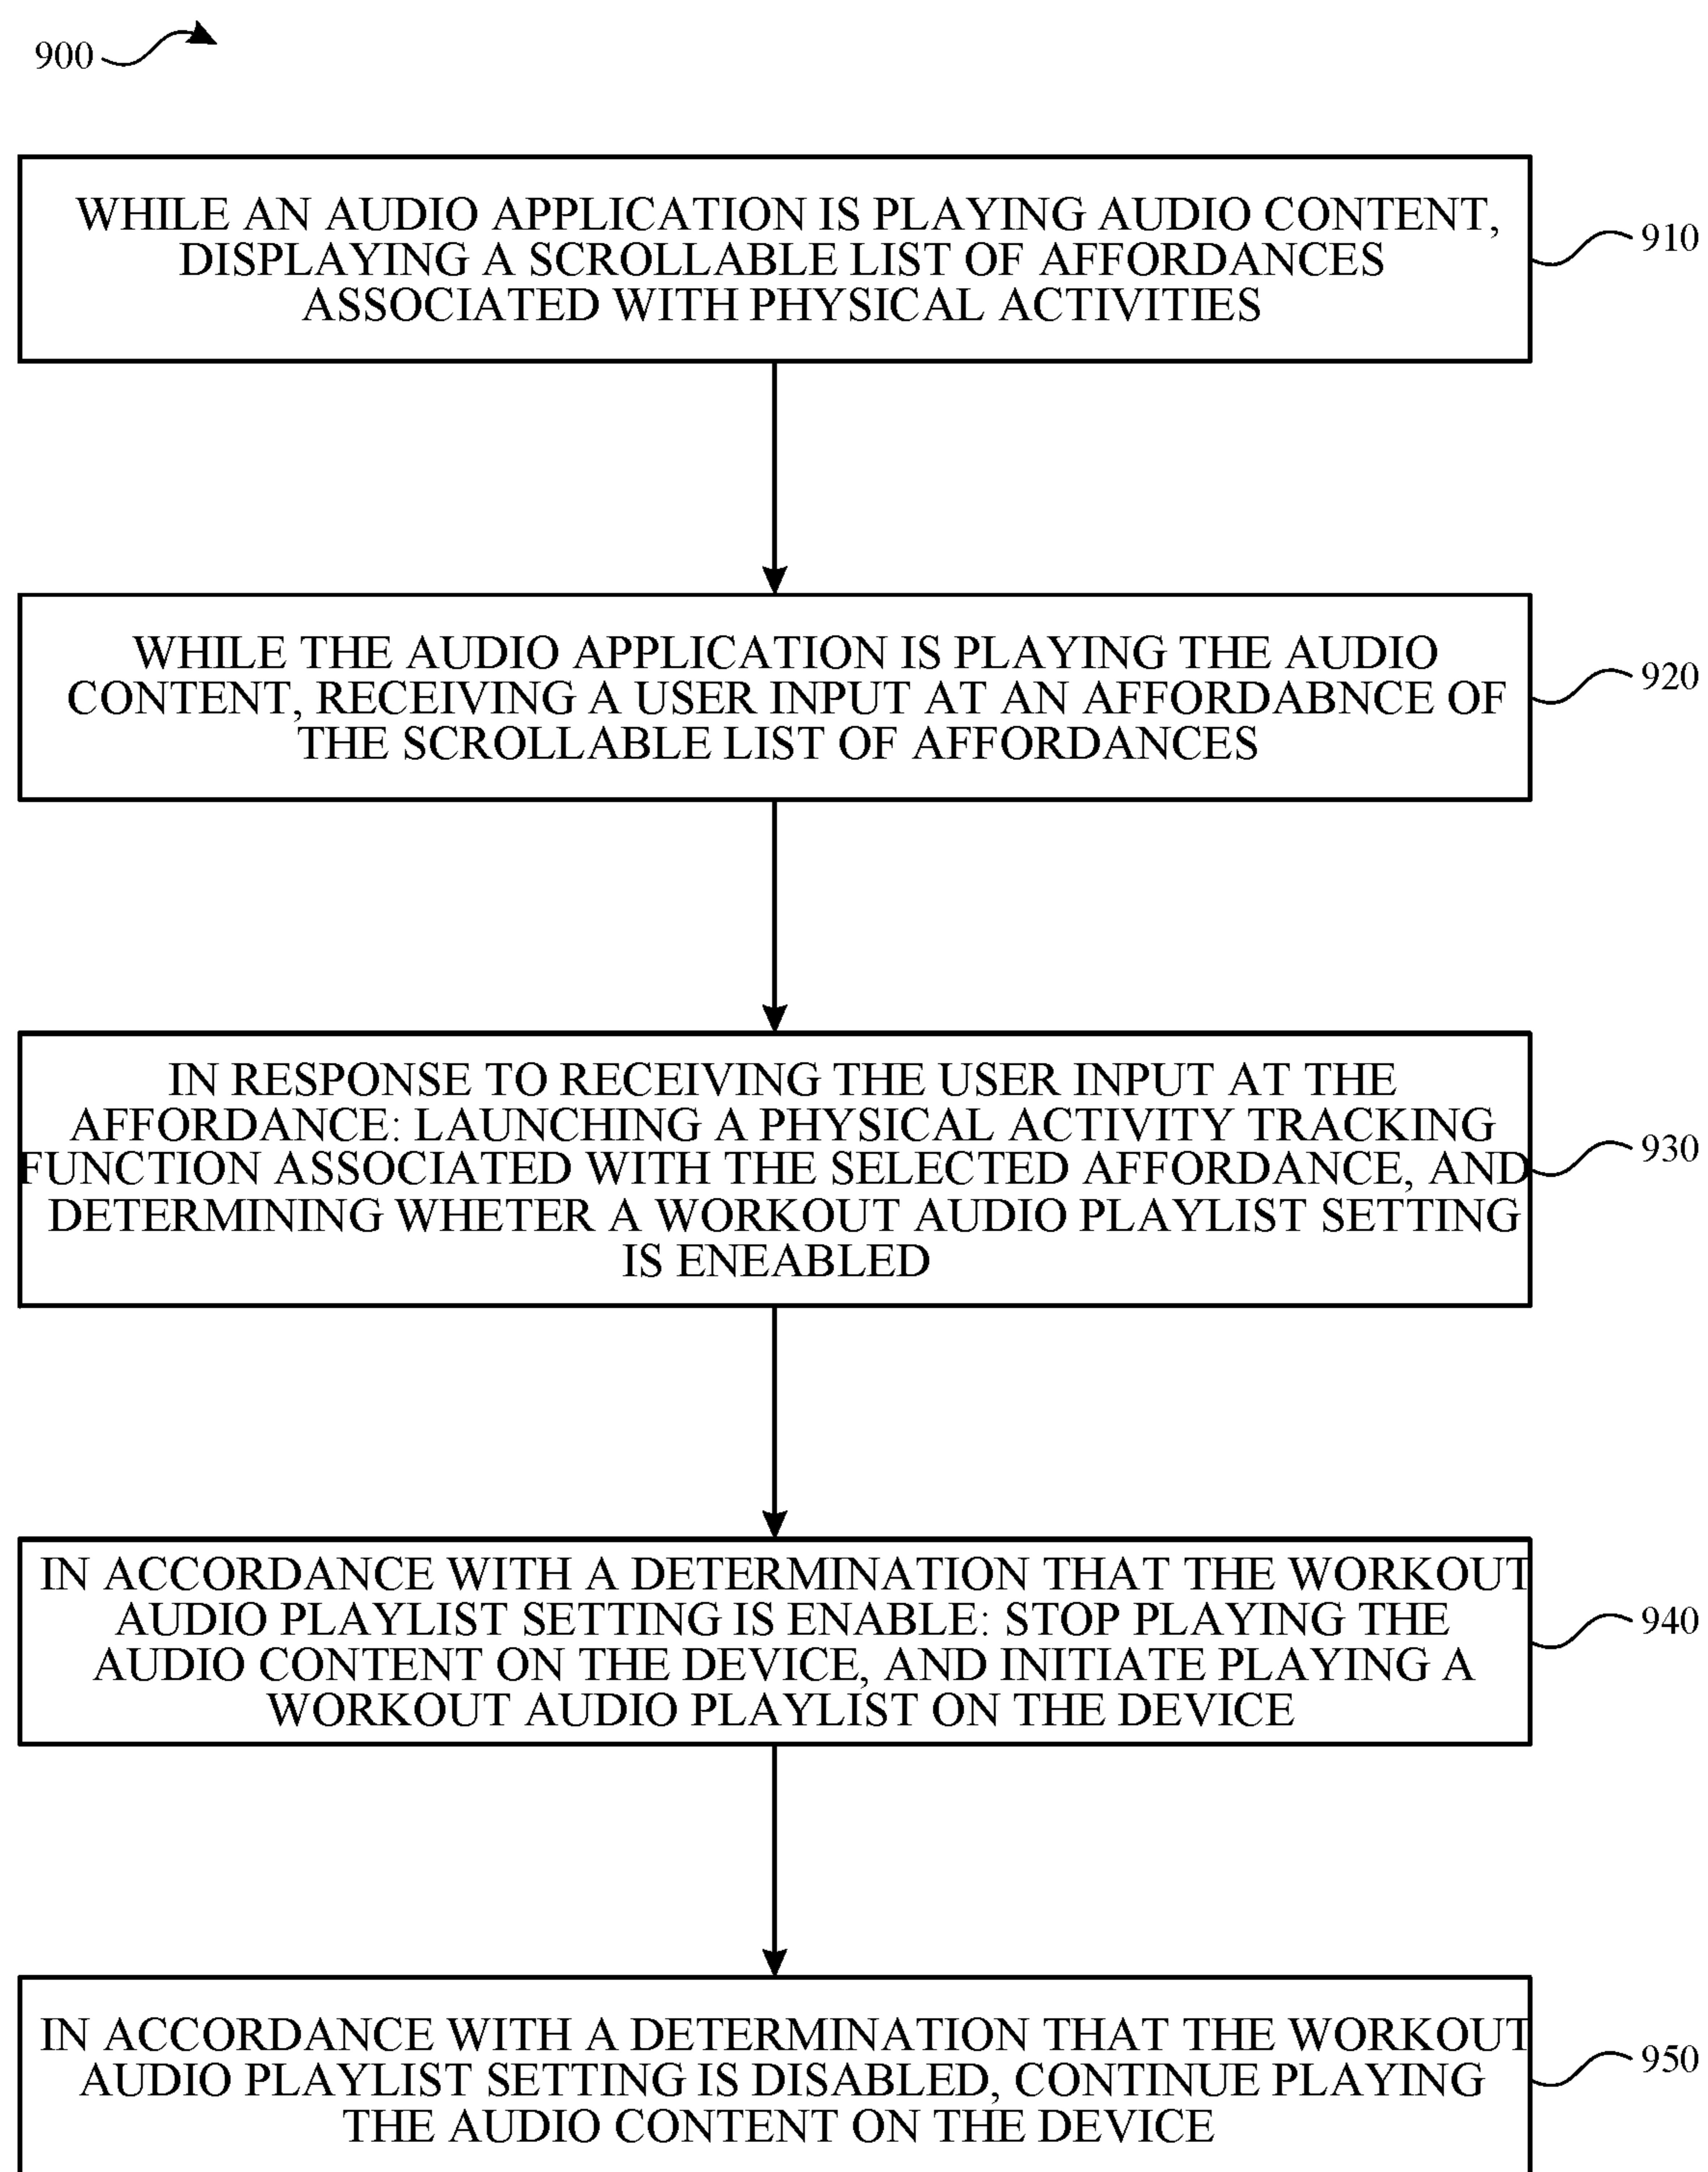 900
WHILE AN AUDIO APPLICATION IS PLAYING AUDIO CONTENT,
DISPLAYING A SCROLLABLE LIST OF AFFORDANCES
ASSOCIATED WITH PHYSICAL ACTIVITIES
910
WHILE THE AUDIO APPLICATION IS PLAYING THE AUDIO
CONTENT, RECEIVING A USER INPUT AT AN AFFORDABNCE OF
THE SCROLLABLE LIST OF AFFORDANCES
920
IN RESPONSE TO RECEIVING THE USER INPUT AT THE
AFFORDANCE: LAUNCHING A PHYSICAL ACTIVITY TRACKING
FUNCTION ASSOCIATED WITH THE SELECTED AFFORDANCE, AND
DETERMINING WHETER A WORKOUT AUDIO PLAYLIST SETTING
IS ENEABLED
930
IN ACCORDANCE WITH A DETERMINATION THAT THE WORKOUT
AUDIO PLAYLIST SETTING IS ENABLE: STOP PLAYING THE
AUDIO CONTENT ON THE DEVICE, AND INITIATE PLAYING A
WORKOUT AUDIO PLAYLIST ON THE DEVICE
940
IN ACCORDANCE WITH A DETERMINATION THAT THE WORKOUT
AUDIO PLAYLIST SETTING IS DISABLED, CONTINUE PLAYING
THE AUDIO CONTENT ON THE DEVICE
950